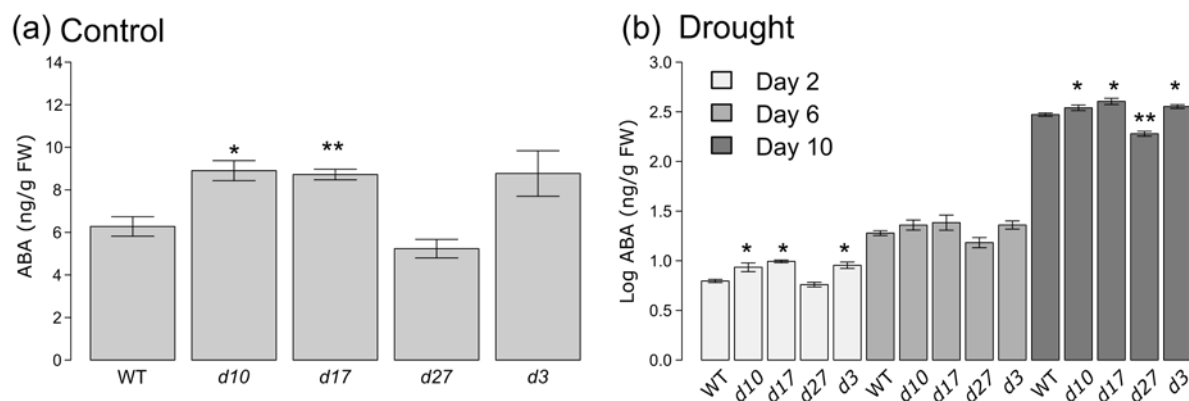 (a) Control
ABA (ng/g FW)
14
12
10
8
6
4
2
0
*
**
WT d10 d17 d27 d3
(b) Drought
Log ABA (ng/g FW)
3.0
2.5
2.0
1.5
1.0
0.5
0.0
Day 2
Day 6
Day 10
* * *
* * ** *
WT d10 d17 d27 d3 WT d10 d17 d27 d3 WT d10 d17 d27 d3